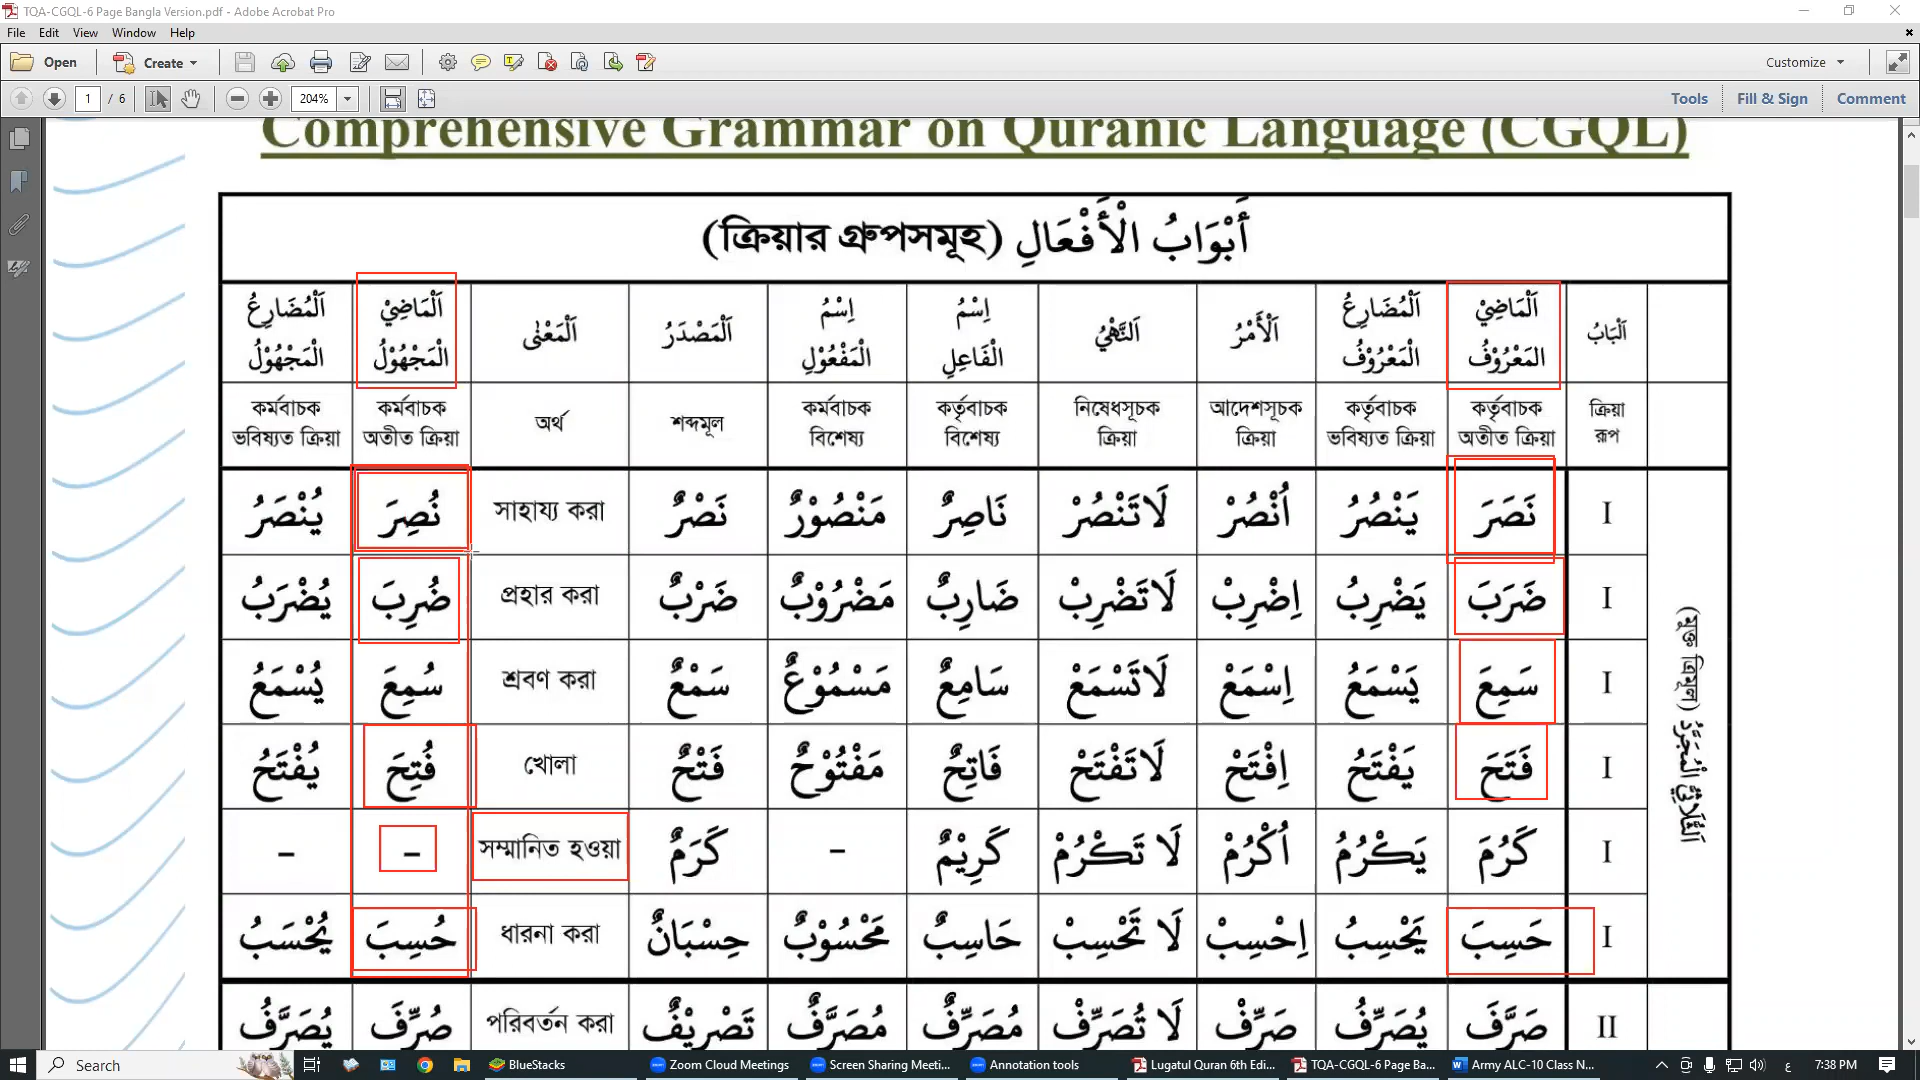 TQA-CGQL-6 Page Bangla Version.pdf - Adobe Acrobat Pro
File Edit View Window Help
Open Create Customize
1 / 6 204% Tools Fill & Sign Comment
Comprehensive Grammar on Quranic Language (CGQL)
أَبْوَابُ الْأَفْعَالِ (ক্রিয়ার গ্রুপসমূহ)
اَلْبَابُ اَلْمَاضِيْ الْمَعْرُوْفُ اَلْمُضَارِعُ الْمَعْرُوْفُ اَلْأَمْرُ اَلنَّهْيُ اِسْمُ الْفَاعِلِ اِسْمُ الْمَفْعُوْلِ اَلْمَصْدَرُ اَلْمَعْنٰى اَلْمَاضِيْ الْمَجْهُوْلُ اَلْمُضَارِعُ الْمَجْهُوْلُ
ক্রিয়া রূপ কর্তৃবাচক অতীত ক্রিয়া কর্তৃবাচক ভবিষ্যত ক্রিয়া আদেশসূচক ক্রিয়া নিষেধসূচক ক্রিয়া কর্তৃবাচক বিশেষ্য কর্মবাচক বিশেষ্য শব্দমূল অর্থ কর্মবাচক অতীত ক্রিয়া কর্মবাচক ভবিষ্যত ক্রিয়া
اَلثُّلَاثِيُّ الْمُجَرَّدُ (মুক্ত ত্রিমূল)
I نَصَرَ يَنْصُرُ اُنْصُرْ لَاتَنْصُرْ نَاصِرٌ مَنْصُوْرٌ نَصْرٌ সাহায্য করা نُصِرَ يُنْصَرُ
I ضَرَبَ يَضْرِبُ اِضْرِبْ لَاتَضْرِبْ ضَارِبٌ مَضْرُوْبٌ ضَرْبٌ প্রহার করা ضُرِبَ يُضْرَبُ
I سَمِعَ يَسْمَعُ اِسْمَعْ لَاتَسْمَعْ سَامِعٌ مَسْمُوْعٌ سَمْعٌ শ্রবণ করা سُمِعَ يُسْمَعُ
I فَتَحَ يَفْتَحُ اِفْتَحْ لَاتَفْتَحْ فَاتِحٌ مَفْتُوْحٌ فَتْحٌ খোলা فُتِحَ يُفْتَحُ
I كَرُمَ يَكْرُمُ اُكْرُمْ لَا تَكْرُمْ كَرِيْمٌ - كَرَمٌ সম্মানিত হওয়া - -
I حَسِبَ يَحْسِبُ اِحْسِبْ لَا تَحْسِبْ حَاسِبٌ مَحْسُوْبٌ حِسْبَانٌ ধারনা করা حُسِبَ يُحْسَبُ
II صَرَّفَ يُصَرِّفُ صَرِّفْ لَا تُصَرِّفْ مُصَرِّفٌ مُصَرَّفٌ تَصْرِيْفٌ পরিবর্তন করা صُرِّفَ يُصَرَّفُ
Search BlueStacks Zoom Cloud Meetings Screen Sharing Meeti... Annotation tools Lugatul Quran 6th Edi... TQA-CGQL-6 Page Ba... Army ALC-10 Class N... ع 7:38 PM